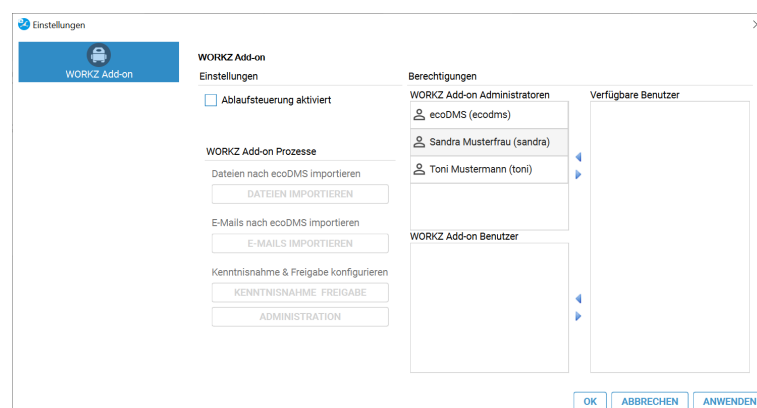 Einstellungen
WORKZ Add-on
WORKZ Add-on
Einstellungen
Ablaufsteuerung aktiviert
WORKZ Add-on Prozesse
Dateien nach ecoDMS importieren
DATEIEN IMPORTIEREN
E-Mails nach ecoDMS importieren
E-MAILS IMPORTIEREN
Kenntnisnahme & Freigabe konfigurieren
KENNTNISNAHME FREIGABE
ADMINISTRATION
Berechtigungen
WORKZ Add-on Administratoren
ecoDMS (ecodms)
Sandra Musterfrau (sandra)
Toni Mustermann (toni)
WORKZ Add-on Benutzer
Verfügbare Benutzer
OK
ABBRECHEN
ANWENDEN